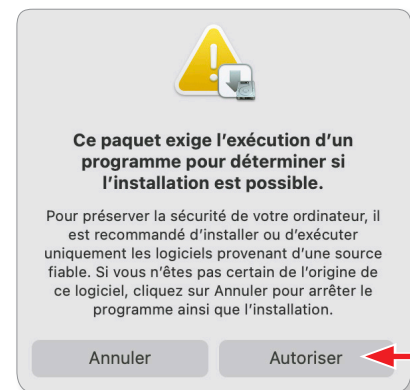 Ce paquet exige l'exécution d'un
programme pour déterminer si
l'installation est possible.
Pour préserver la sécurité de votre ordinateur, il
est recommandé d'installer ou d'exécuter
uniquement les logiciels provenant d'une source
fiable. Si vous n'êtes pas certain de l'origine de
ce logiciel, cliquez sur Annuler pour arrêter le
programme ainsi que l'installation.
Annuler Autoriser